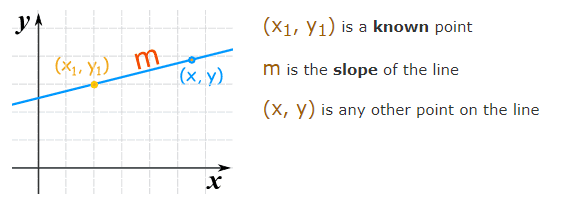 y
(x₁, y₁) m
(x, y)
x
(x₁, y₁) is a known point
m is the slope of the line
(x, y) is any other point on the line